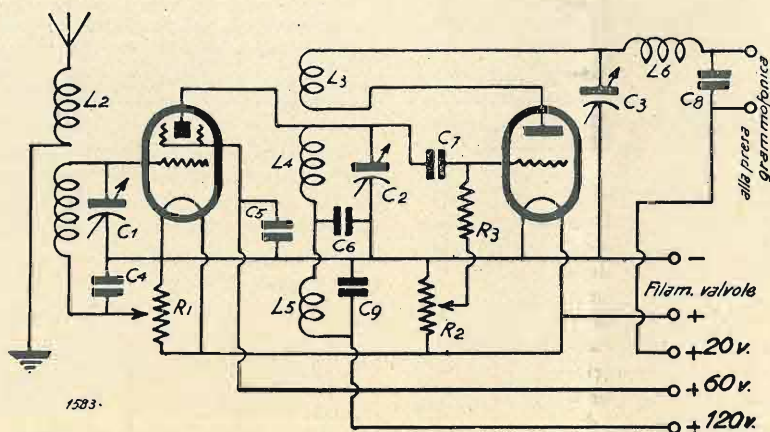 L2
L3
L6
C3
C8
alla presa
grammofonica
L4
C7
C2
C1
C5
C6
R3
C4
R1
L5
C9
R2
−
Filam. valvole
+
+ 20 v.
+ 60 v.
+ 120 v.
1583.